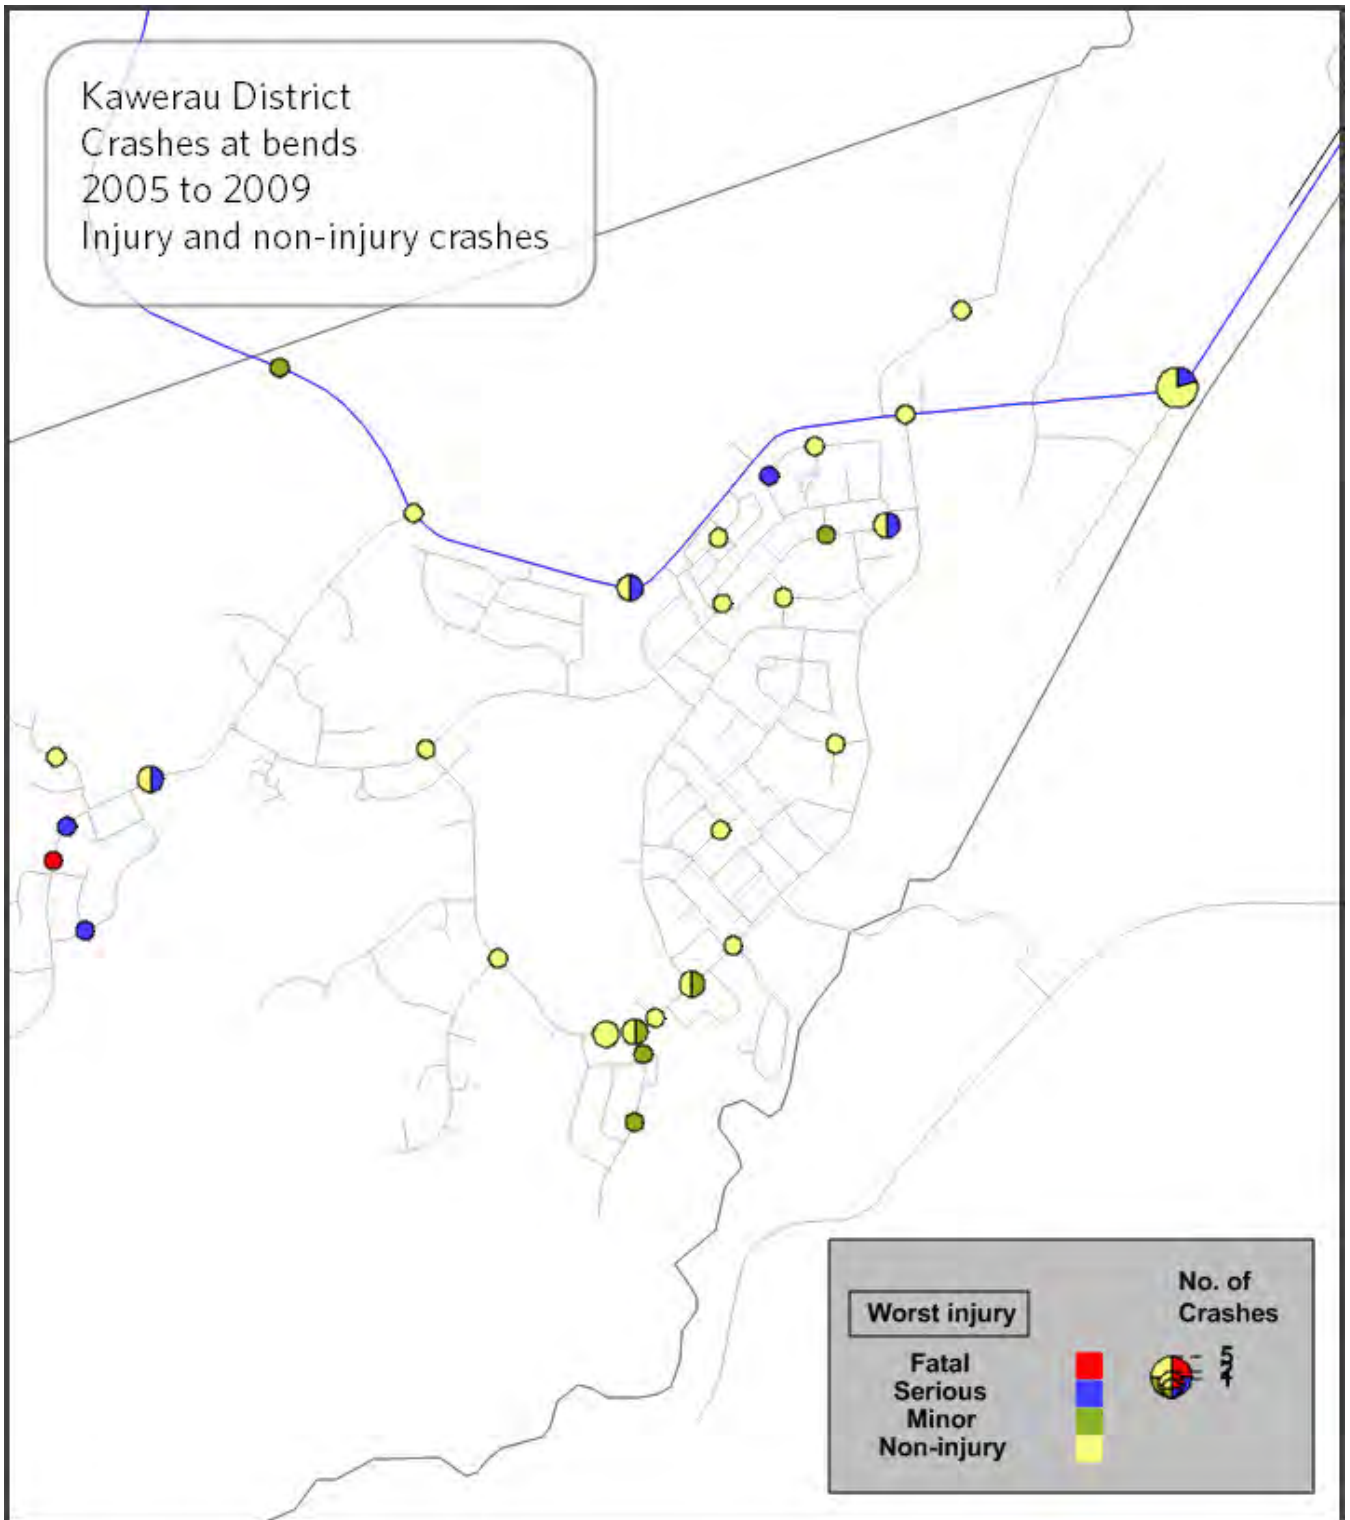 Kawerau District
Crashes at bends
2005 to 2009
Injury and non-injury crashes
No. of
Crashes
Worst injury
Fatal
Serious
Minor
Non-injury
5